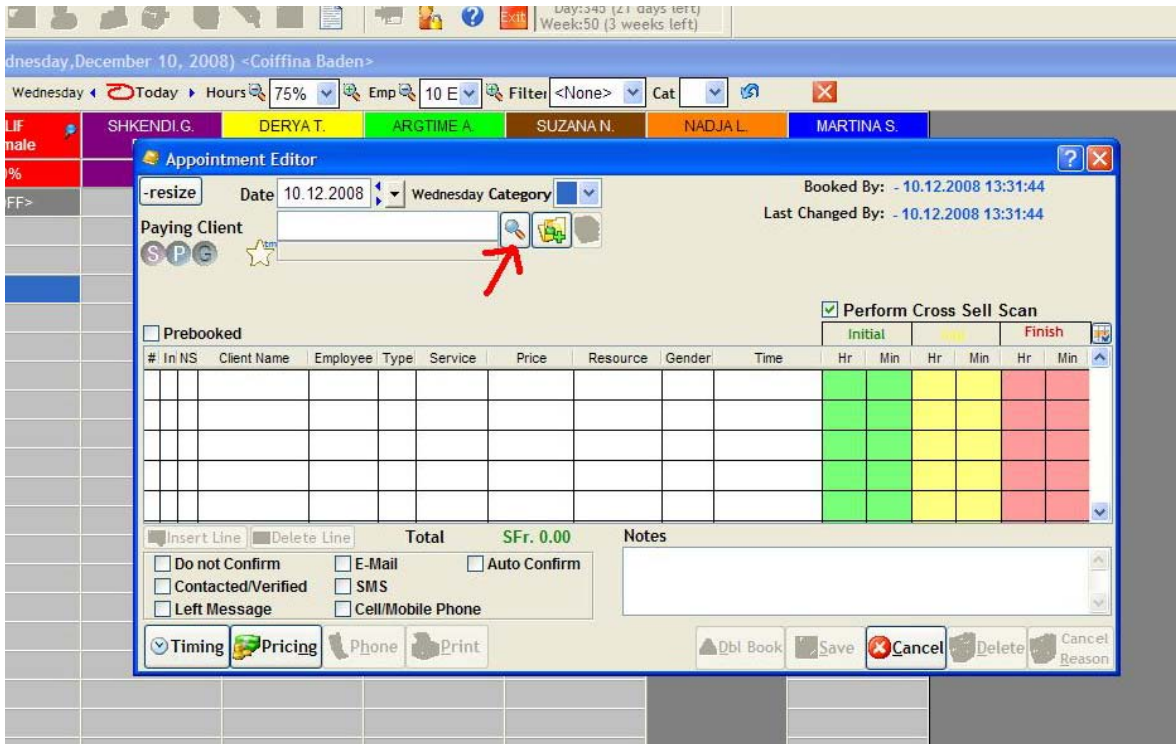 Exit
Day:345 (21 days left)
Week:50 (3 weeks left)
dnesday,December 10, 2008) <Coiffina Baden>
Wednesday Today Hours 75% Emp 10 E Filter <None> Cat
LIF SHKENDI.G. DERYA T. ARGTIME A. SUZANA N. NADJA L. MARTINA S.
male
%
FF>
Appointment Editor
-resize Date 10.12.2008 Wednesday Category
Booked By: - 10.12.2008 13:31:44
Last Changed By: - 10.12.2008 13:31:44
Paying Client
S P G tm
Perform Cross Sell Scan
Prebooked
Initial Finish
# In NS Client Name Employee Type Service Price Resource Gender Time Hr Min Hr Min Hr Min
Insert Line Delete Line Total SFr. 0.00 Notes
Do not Confirm E-Mail Auto Confirm
Contacted/Verified SMS
Left Message Cell/Mobile Phone
Timing Pricing Phone Print Dbl Book Save Cancel Delete Cancel Reason